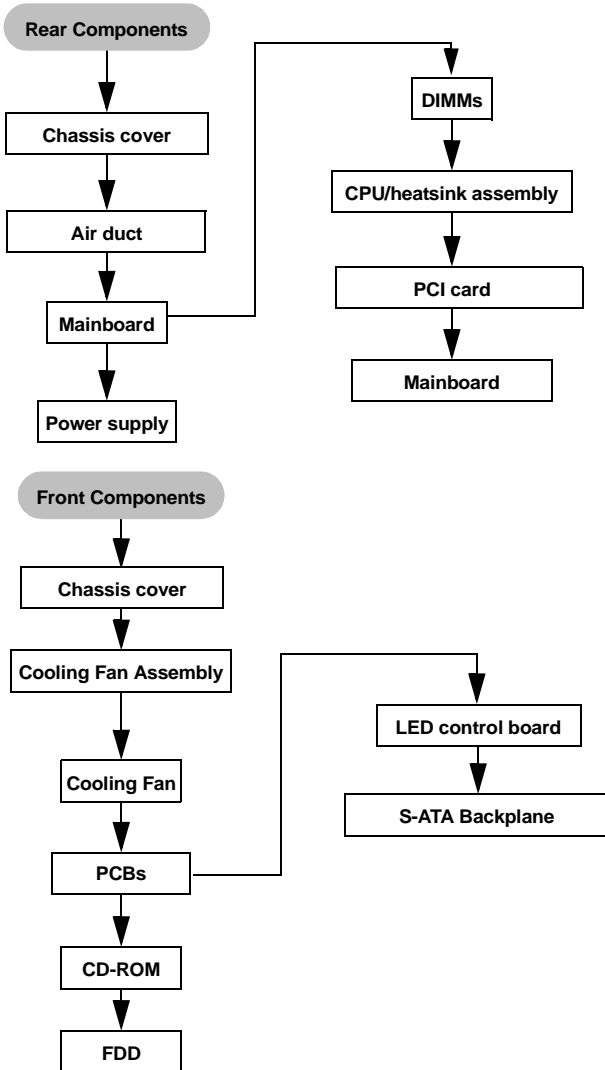 Rear Components
Chassis cover
Air duct
Mainboard
Power supply
DIMMs
CPU/heatsink assembly
PCI card
Mainboard
Front Components
Chassis cover
Cooling Fan Assembly
Cooling Fan
PCBs
CD-ROM
FDD
LED control board
S-ATA Backplane